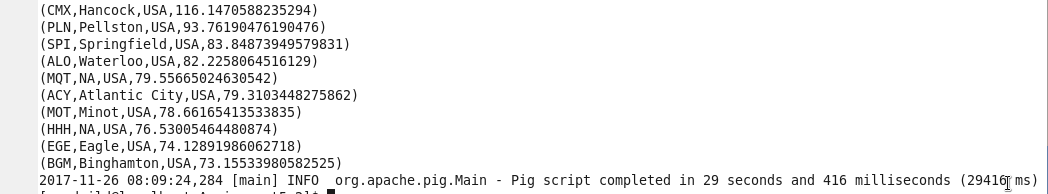 (CMX,Hancock,USA,116.1470588235294)
(PLN,Pellston,USA,93.76190476190476)
(SPI,Springfield,USA,83.84873949579831)
(ALO,Waterloo,USA,82.2258064516129)
(MQT,NA,USA,79.55665024630542)
(ACY,Atlantic City,USA,79.3103448275862)
(MOT,Minot,USA,78.66165413533835)
(HHH,NA,USA,76.53005464480874)
(EGE,Eagle,USA,74.12891986062718)
(BGM,Binghamton,USA,73.15533980582525)
2017-11-26 08:09:24,284 [main] INFO  org.apache.pig.Main - Pig script completed in 29 seconds and 416 milliseconds (29416 ms)